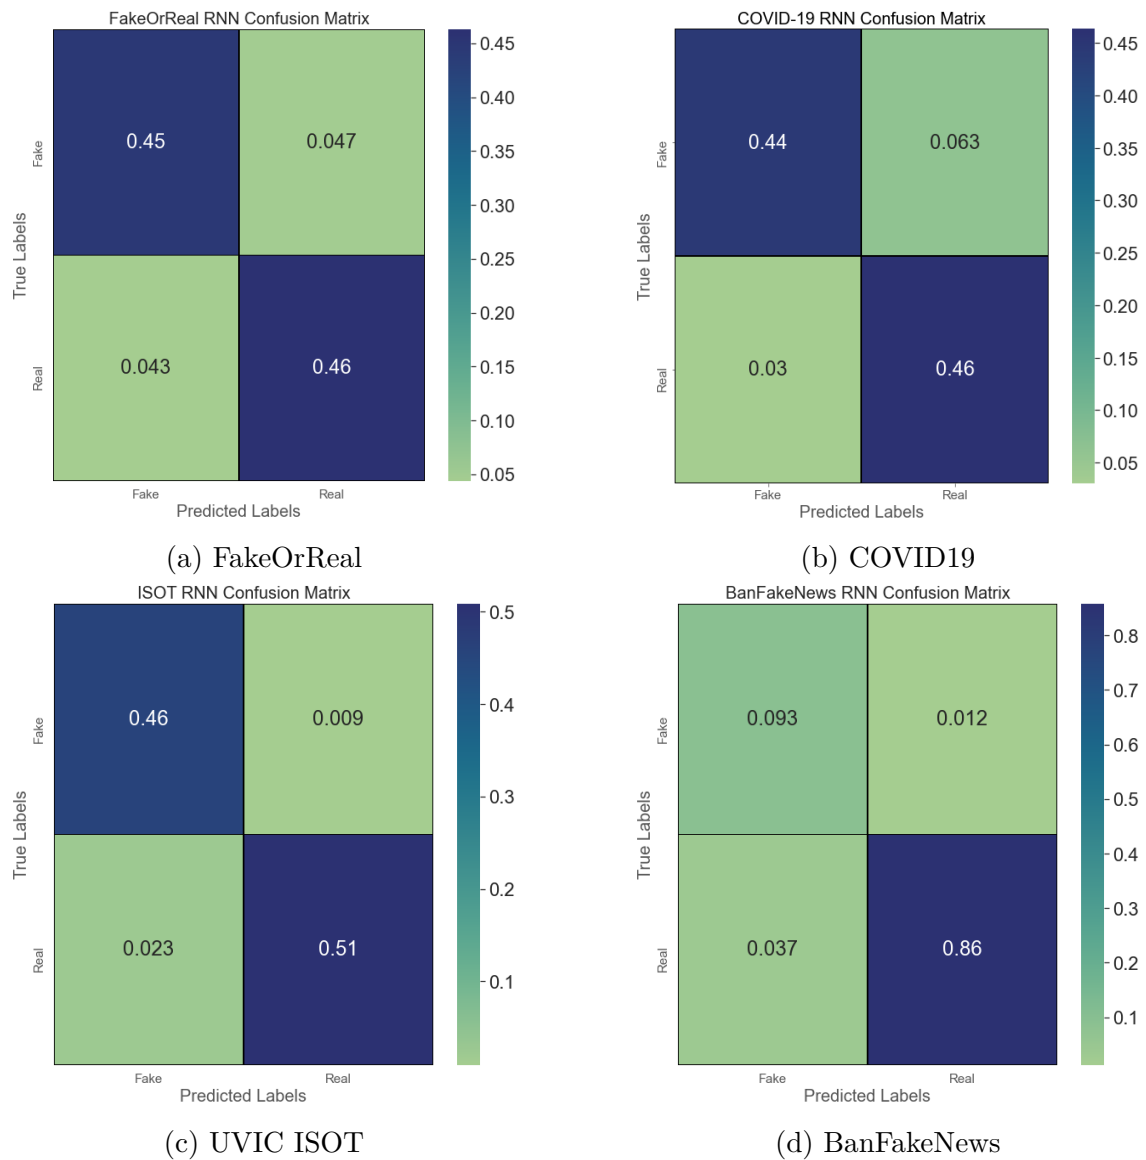 FakeOrReal RNN Confusion Matrix
Fake
Real
True Labels
0.45
0.047
0.043
0.46
Fake
Real
Predicted Labels
0.45
0.40
0.35
0.30
0.25
0.20
0.15
0.10
0.05
(a) FakeOrReal
COVID-19 RNN Confusion Matrix
Fake
Real
True Labels
0.44
0.063
0.03
0.46
Fake
Real
Predicted Labels
0.45
0.40
0.35
0.30
0.25
0.20
0.15
0.10
0.05
(b) COVID19
ISOT RNN Confusion Matrix
Fake
Real
True Labels
0.46
0.009
0.023
0.51
Fake
Real
Predicted Labels
0.5
0.4
0.3
0.2
0.1
(c) UVIC ISOT
BanFakeNews RNN Confusion Matrix
Fake
Real
True Labels
0.093
0.012
0.037
0.86
Fake
Real
Predicted Labels
0.8
0.7
0.6
0.5
0.4
0.3
0.2
0.1
(d) BanFakeNews